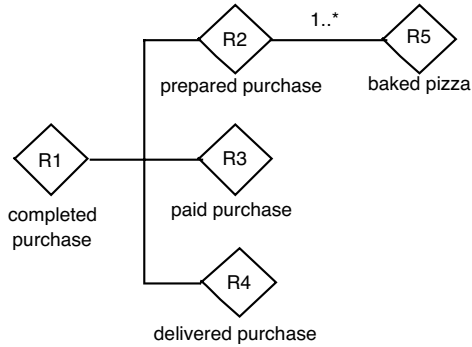 R2
1..*
R5
prepared purchase
baked pizza
R1
R3
completed
purchase
paid purchase
R4
delivered purchase